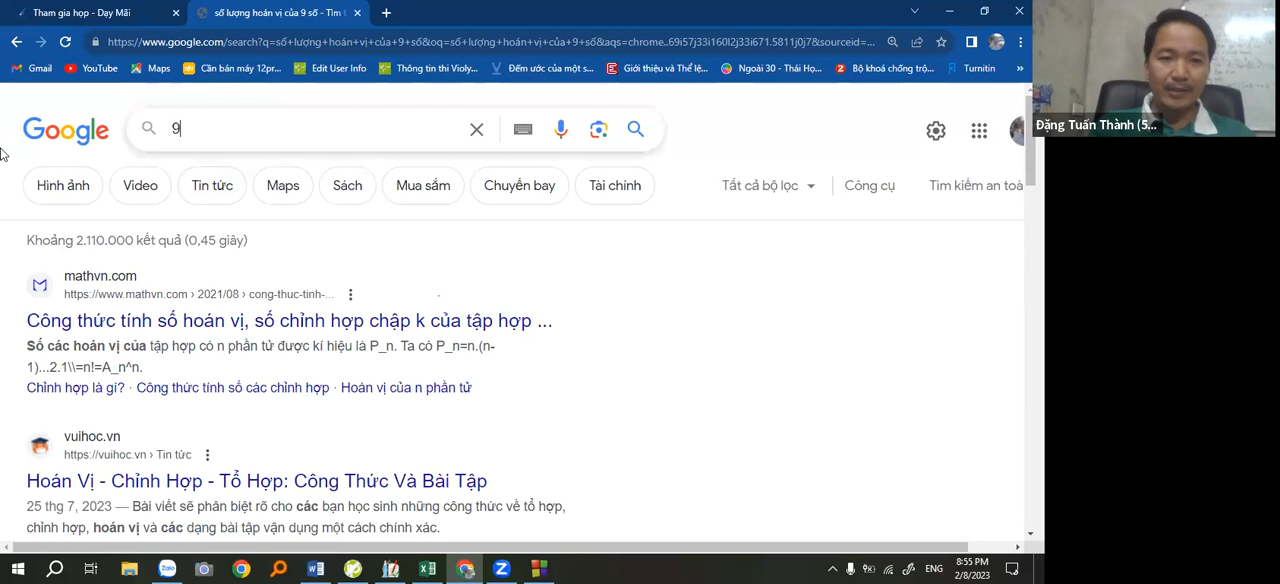 Tham gia họp - Dạy Mãi
số lượng hoán vị của 9 số - Tìm
https://www.google.com/search?q=số+lượng+hoán+vị+của+9+số&oq=số+lượng+hoán+vị+của+9+số&aqs=chrome..69i57j33i160l2j33i671.5811j0j7&sourceid=...
Gmail
YouTube
Maps
Căn bán máy 12pr...
Edit User Info
Thông tin thi Violy...
Đếm ước của một s...
Giới thiệu và Thể lệ...
Ngoài 30 - Thái Họ...
Bộ khoá chống trộ...
Turnitin
»
Đặng Tuấn Thành (5...
Google
9
Hình ảnh
Video
Tin tức
Maps
Sách
Mua sắm
Chuyến bay
Tài chính
Tất cả bộ lọc
Công cụ
Tìm kiếm an toà
Khoảng 2.110.000 kết quả (0,45 giây)
mathvn.com
https://www.mathvn.com › 2021/08 › cong-thuc-tinh-...
Công thức tính số hoán vị, số chỉnh hợp chập k của tập hợp ...
Số các hoán vị của tập hợp có n phần tử được kí hiệu là P_n. Ta có P_n=n.(n-
1)...2.1\\=n!=A_n^n.
Chỉnh hợp là gì? · Công thức tính số các chỉnh hợp · Hoán vị của n phần tử
vuihoc.vn
https://vuihoc.vn › Tin tức
Hoán Vị - Chỉnh Hợp - Tổ Hợp: Công Thức Và Bài Tập
25 thg 7, 2023 — Bài viết sẽ phân biệt rõ cho các bạn học sinh những công thức về tổ hợp,
chỉnh hợp, hoán vị và các dạng bài tập vận dụng một cách chính xác.
Zalo
ENG
8:55 PM
2/8/2023